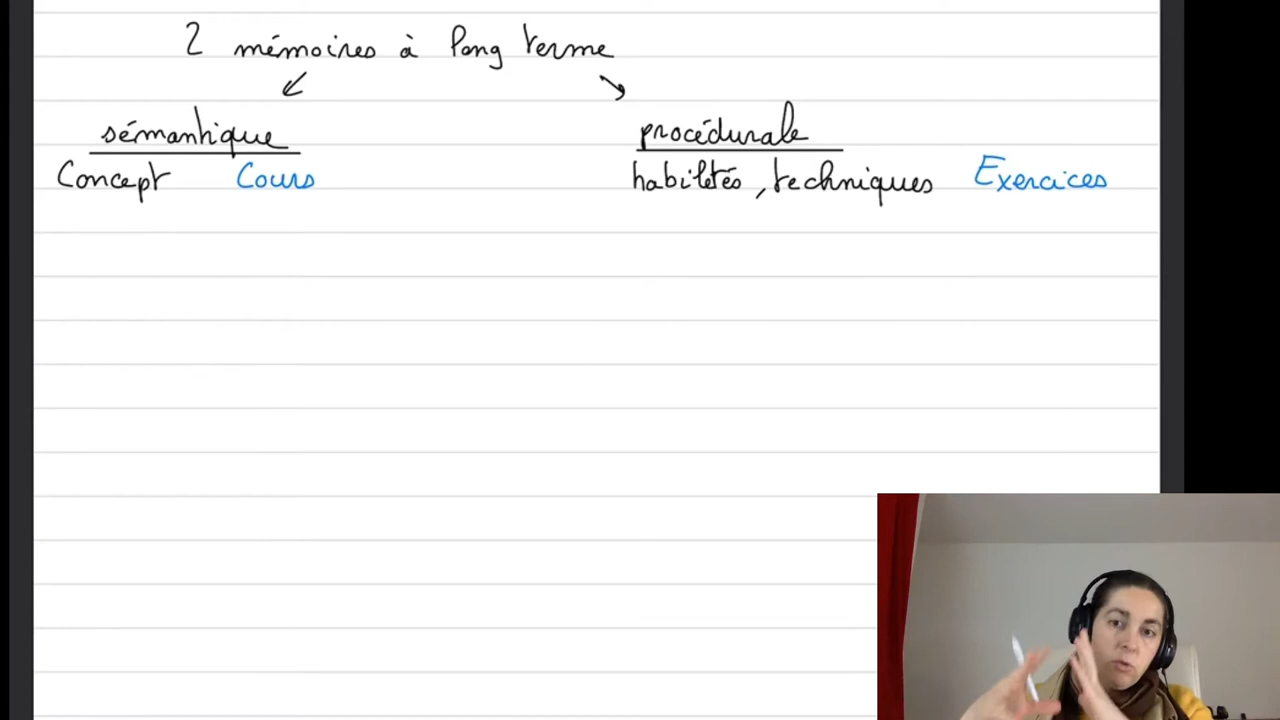 2 mémoires à long terme
sémantique
procédurale
Concept Cours
habiletés, techniques Exercices